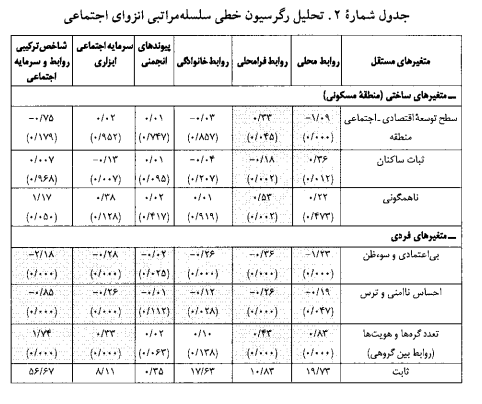 جدول شمارهٔ ۲. تحلیل رگرسیون خطی سلسله‌مراتبی انزوای اجتماعی
متغیرهای مستقل | روابط محلی | روابط فرامحلی | روابط خانوادگی | پیوندهای انجمنی | سرمایه اجتماعی ابزاری | شاخص ترکیبی روابط و سرمایه اجتماعی
ــ متغیرهای ساختی (منطقهٔ مسکونی)
سطح توسعهٔ اقتصادی ـ اجتماعی | -۱/۰۹ | ۰/۳۳ | -۰/۰۳ | ۰/۰۱ | ۰/۰۲ | -۰/۷۵
منطقه | (۰/۰۰۰) | (۰/۰۴۵) | (۰/۸۵۷) | (۰/۷۴۷) | (۰/۹۵۲) | (۰/۱۷۹)
ثبات ساکنان | ۰/۳۶ | -۰/۱۸ | -۰/۰۴ | ۰/۰۱ | -۰/۱۳ | ۰/۰۰۷
(۰/۰۱۲) | (۰/۰۰۲) | (۰/۲۰۷) | (۰/۰۹۵) | (۰/۰۰۷) | (۰/۹۶۸)
ناهمگونی | ۰/۲۲ | ۰/۵۳ | ۰/۰۱ | ۰/۰۲ | ۰/۳۸ | ۱/۱۷
(۰/۴۷۳) | (۰/۰۰۲) | (۰/۹۱۹) | (۰/۴۱۷) | (۰/۱۲۸) | (۰/۰۵۰)
ــ متغیرهای فردی
بی‌اعتمادی و سوءظن | -۱/۲۳ | -۰/۳۶ | -۰/۲۶ | -۰/۰۲ | -۰/۲۸ | -۲/۱۸
(۰/۰۰۰) | (۰/۰۰۰) | (۰/۰۰۰) | (۰/۰۲۵) | (۰/۰۰۰) | (۰/۰۰۰)
احساس ناامنی و ترس | -۰/۱۹ | -۰/۲۶ | -۰/۱۲ | -۰/۰۱ | -۰/۲۶ | -۰/۸۵
(۰/۰۴۷) | (۰/۰۰۰) | (۰/۰۲۸) | (۰/۱۱۲) | (۰/۰۰۰) | (۰/۰۰۰)
تعدد گره‌ها و هویت‌ها | ۰/۸۳ | ۰/۴۳ | ۰/۱۰ | ۰/۰۲ | ۰/۳۳ | ۱/۷۴
(روابط بین گروهی) | (۰/۰۰۰) | (۰/۰۰۰) | (۰/۱۳۸) | (۰/۰۶۳) | (۰/۰۰۰) | (۰/۰۰۰)
ثابت | ۱۹/۷۳ | ۱۰/۸۳ | ۱۷/۶۳ | ۰/۳۵ | ۸/۱۱ | ۵۶/۶۷